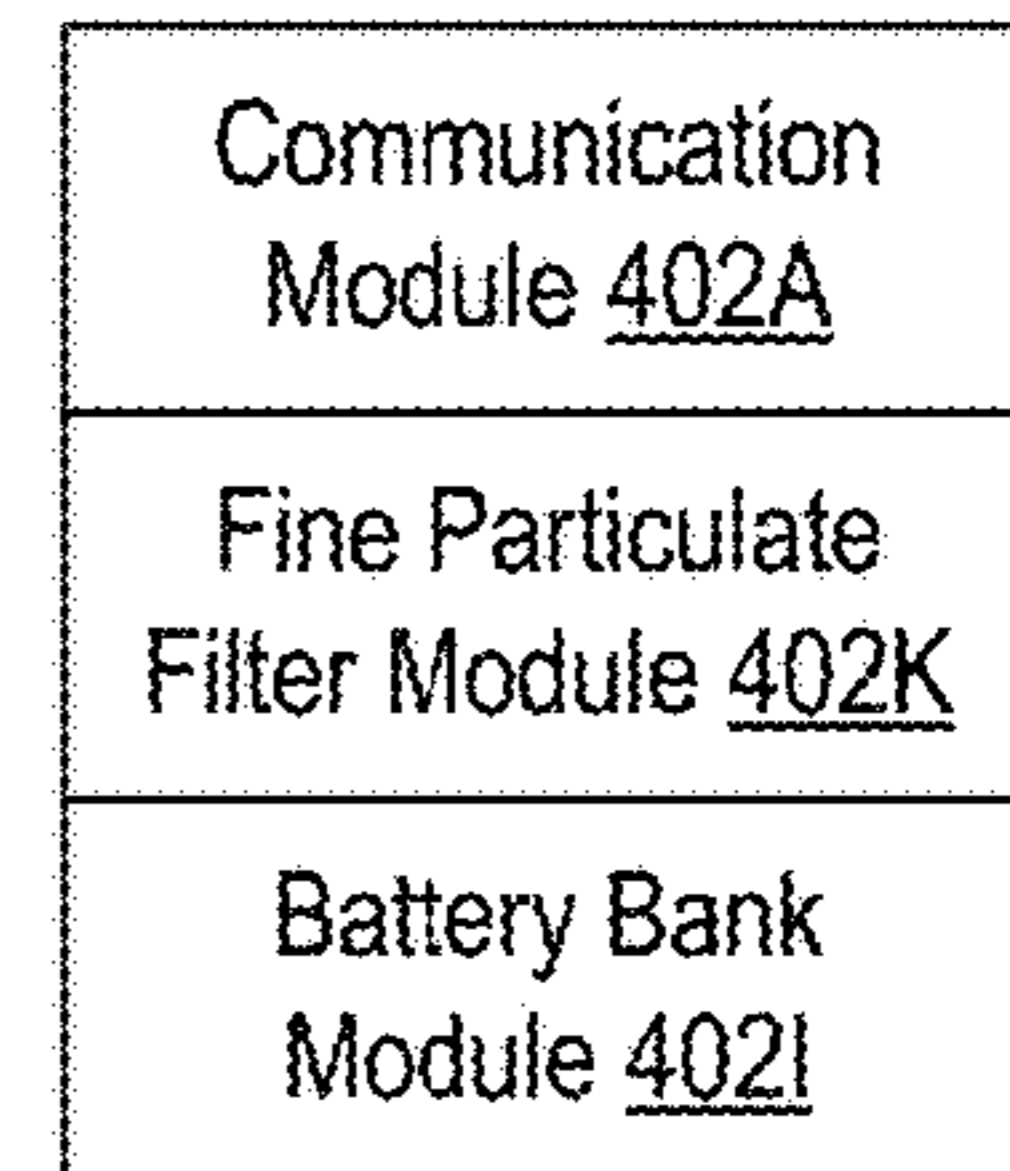 Communication
Module 402A
Fine Particulate
Filter Module 402K
Battery Bank
Module 402I